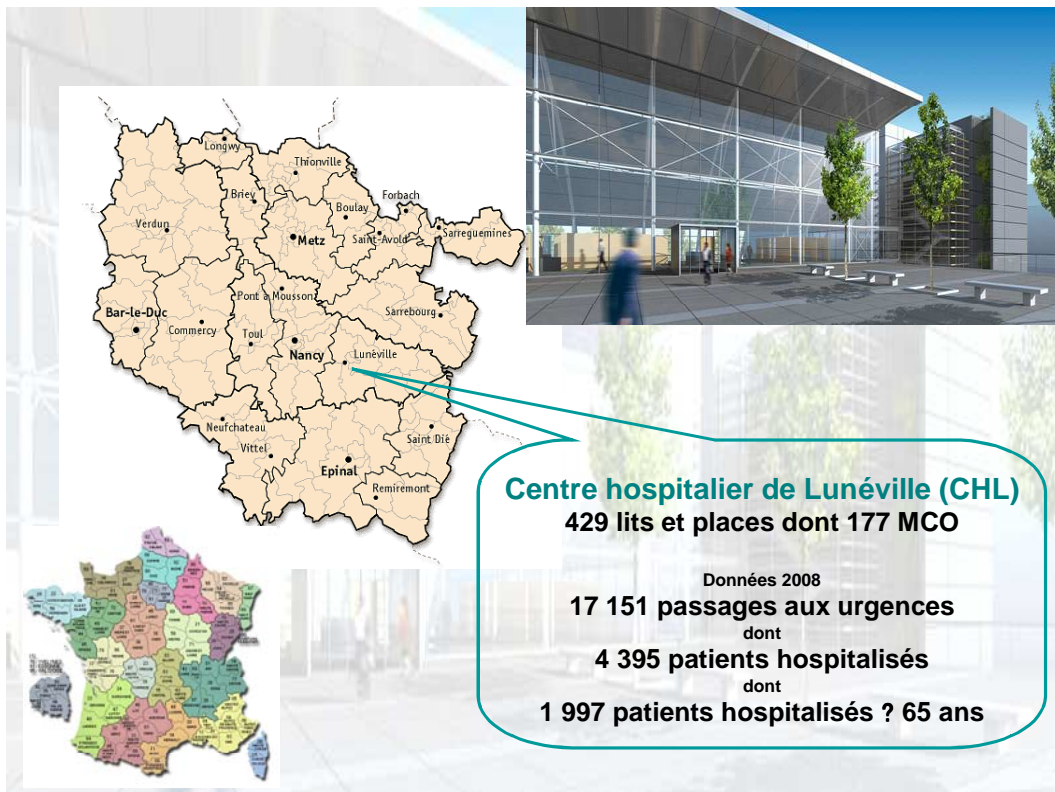 Longwy
Thionville
Briey
Boulay
Forbach
Verdun
Metz
Saint-Avold
Sarreguemines
Pont à Mousson
Bar-le-Duc
Commercy
Toul
Sarrebourg
Nancy
Lunéville
Neufchateau
Vittel
Saint Dié
Epinal
Remiremont
Centre hospitalier de Lunéville (CHL)
429 lits et places dont 177 MCO
Données 2008
17 151 passages aux urgences
dont
4 395 patients hospitalisés
dont
1 997 patients hospitalisés ? 65 ans